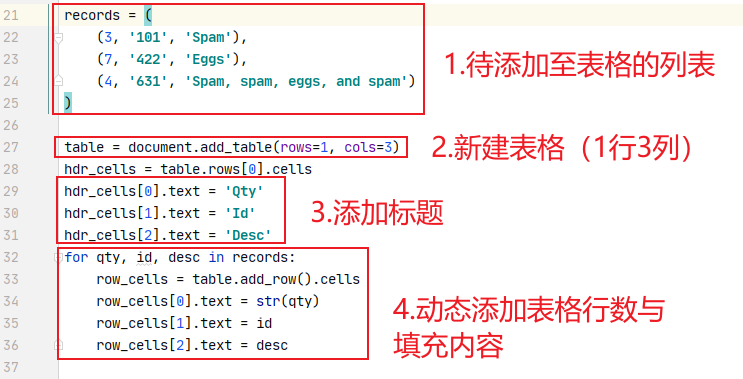 21 records = (
22     (3, '101', 'Spam'),
23     (7, '422', 'Eggs'),
24     (4, '631', 'Spam, spam, eggs, and spam')
25 )
1.待添加至表格的列表
26
27 table = document.add_table(rows=1, cols=3)
2.新建表格（1行3列）
28 hdr_cells = table.rows[0].cells
29 hdr_cells[0].text = 'Qty'
30 hdr_cells[1].text = 'Id'
31 hdr_cells[2].text = 'Desc'
3.添加标题
32 for qty, id, desc in records:
33     row_cells = table.add_row().cells
34     row_cells[0].text = str(qty)
35     row_cells[1].text = id
36     row_cells[2].text = desc
4.动态添加表格行数与
填充内容
37